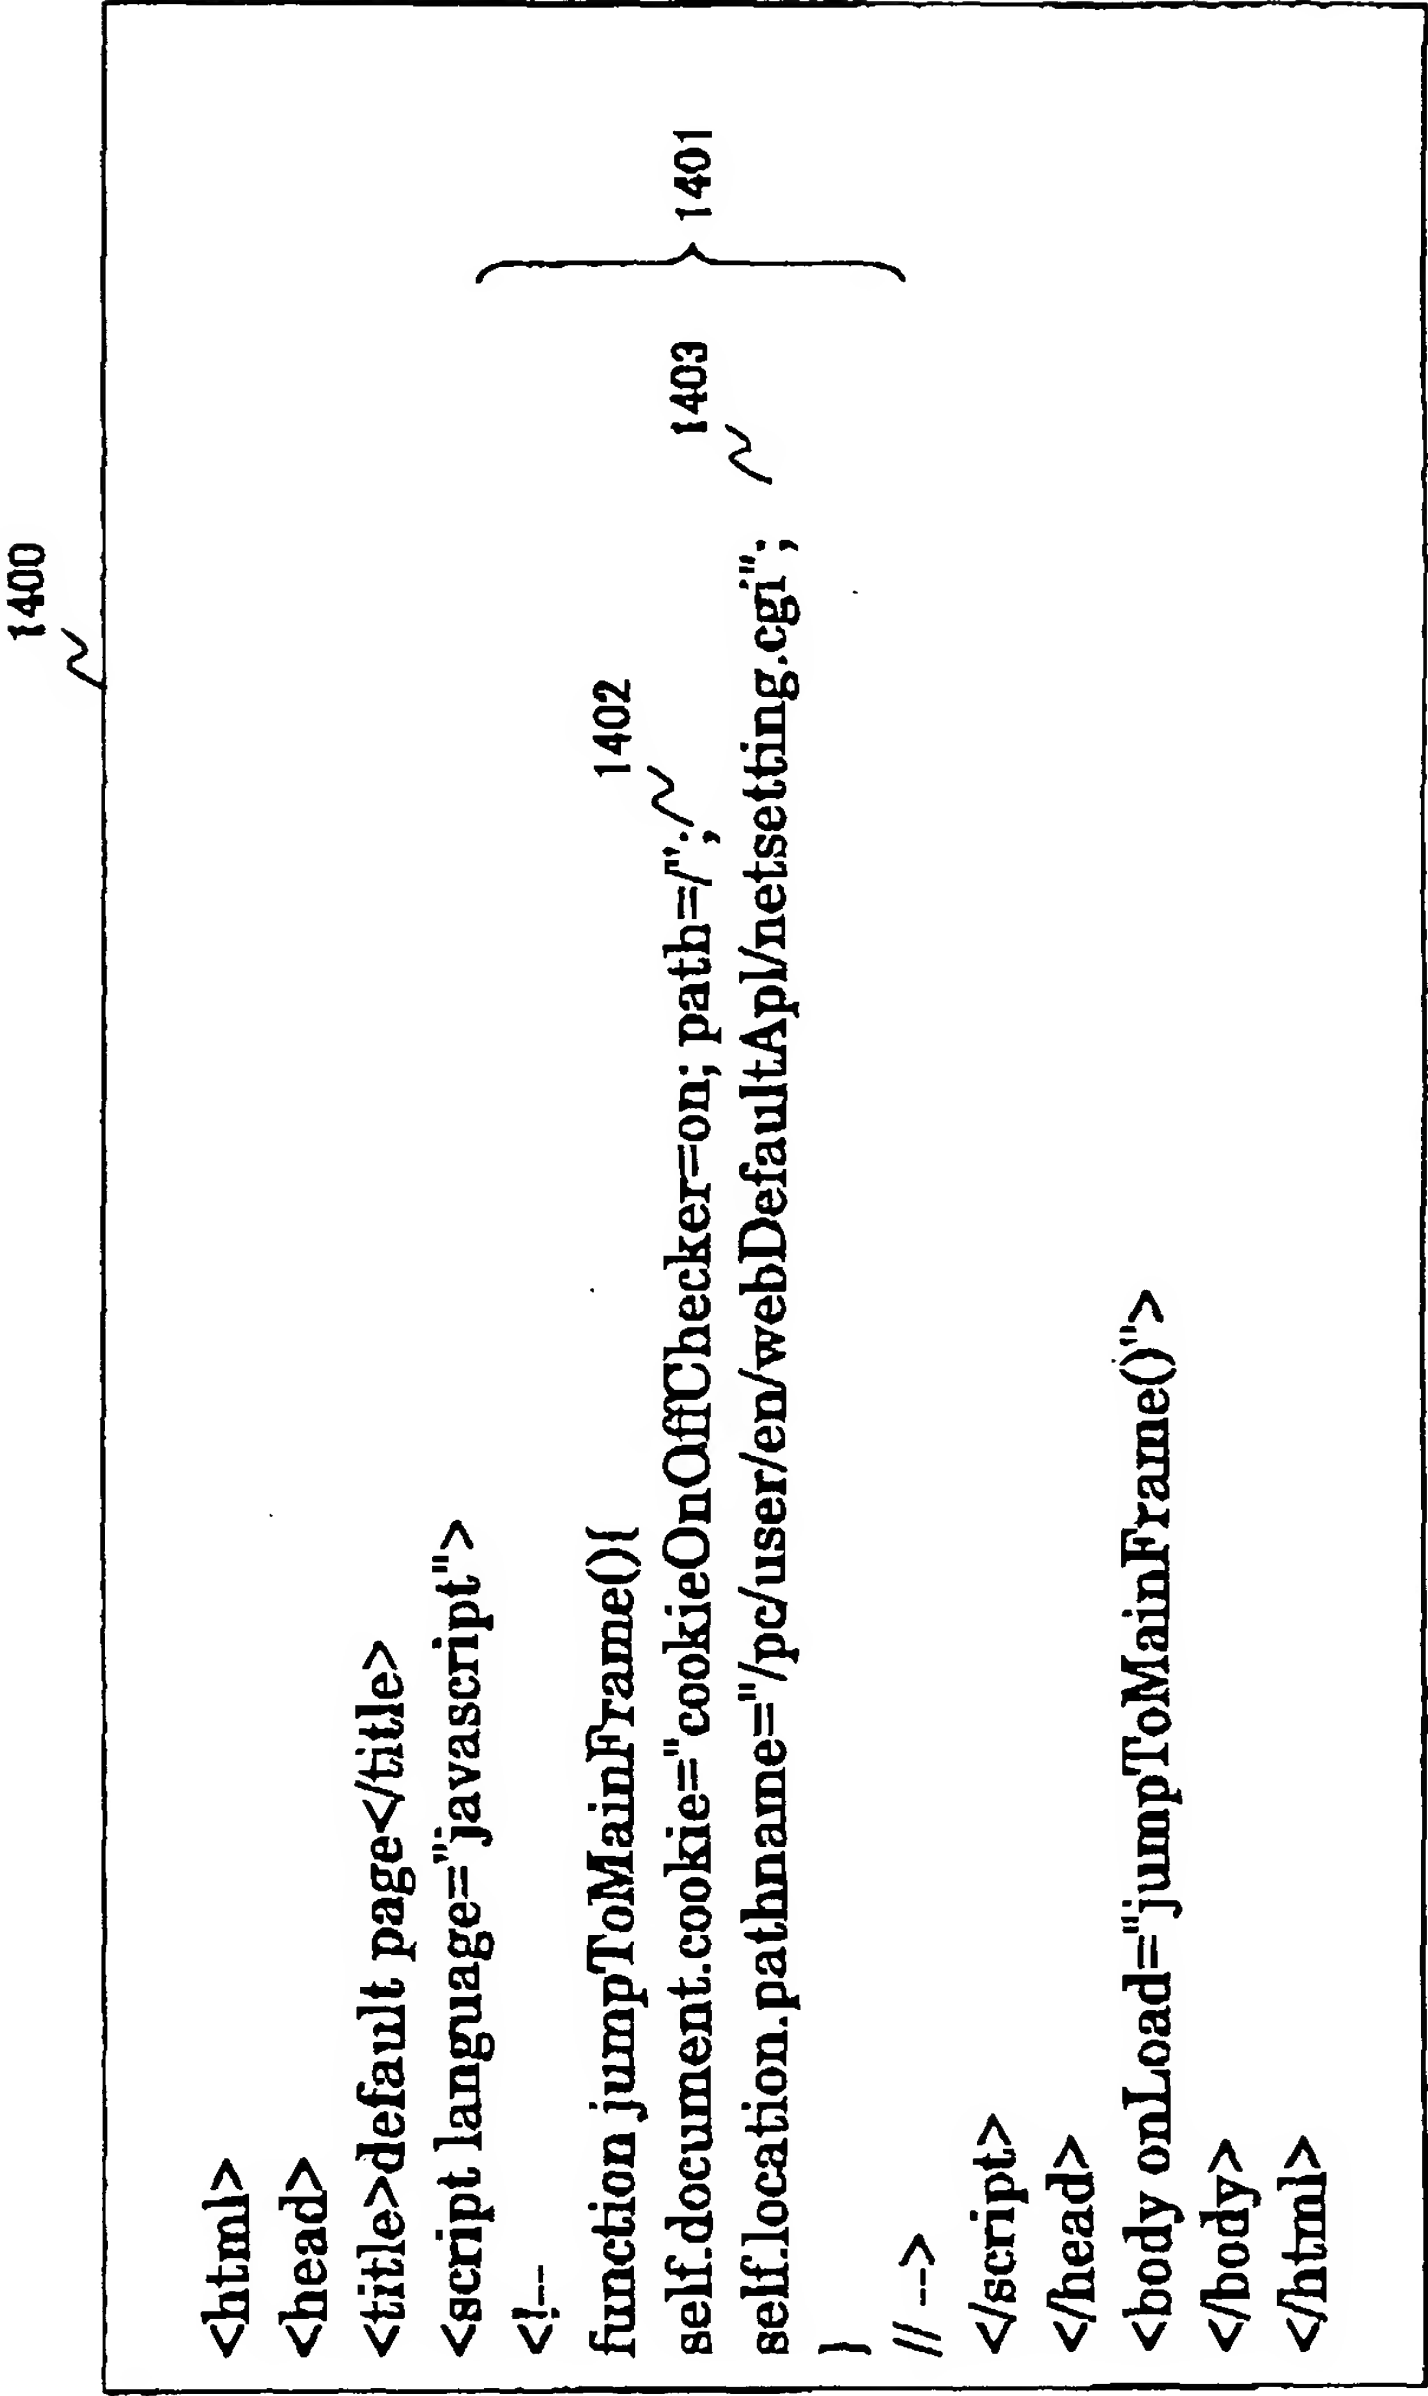 1400
<html>
<head>
<title>default page</title>
<script language="javascript">
<!--
function jumpToMainFrame(){
1402
self.document.cookie="cookieOnOffChecker=on; path=/";
1403
self.location.pathname="/pc/user/en/webDefaultApl/netsetting.cgi";
1401
}
// -->
</script>
</head>
<body onLoad="jumpToMainFrame()">
</body>
</html>